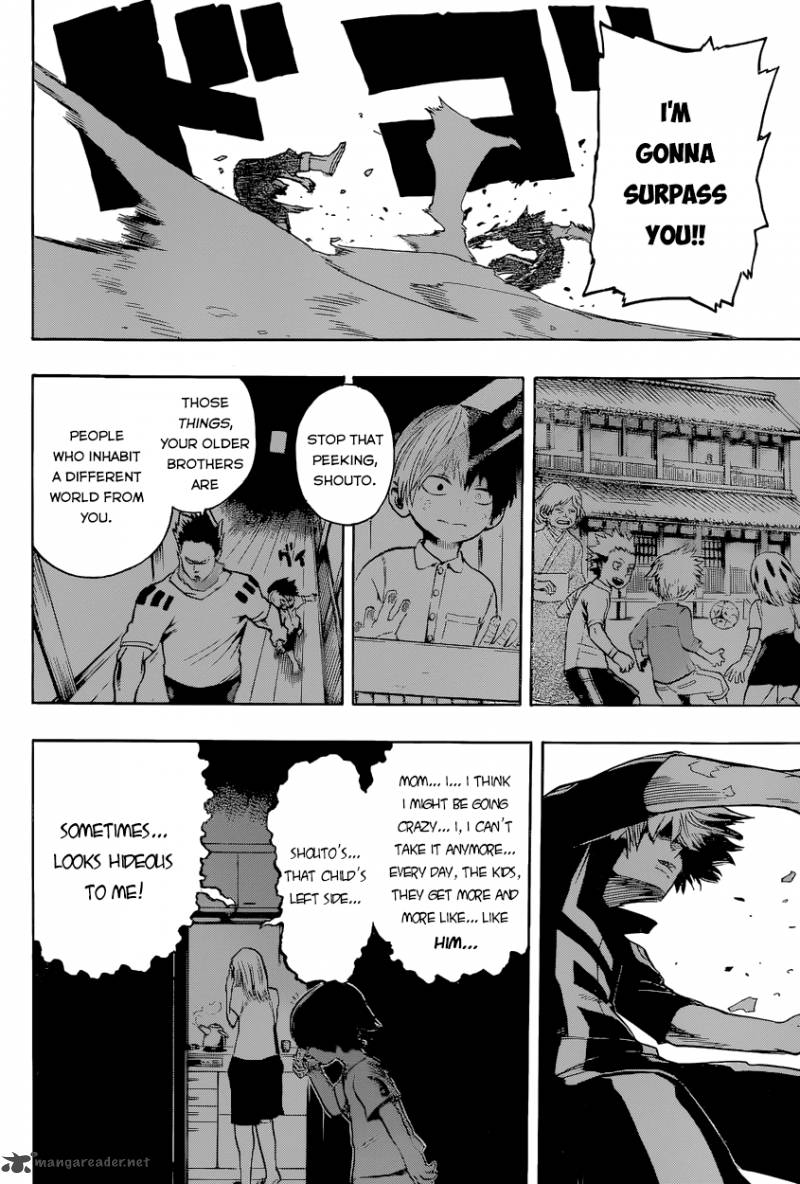 ドゴ
I'M
GONNA
SURPASS
YOU!!
STOP THAT
PEEKING,
SHOUTO.
THOSE
THINGS,
YOUR OLDER
BROTHERS
ARE
PEOPLE
WHO INHABIT
A DIFFERENT
WORLD FROM
YOU.
グイ
MOM... I... I THINK
I MIGHT BE GOING
CRAZY... I, I CAN'T
TAKE IT ANYMORE...
EVERY DAY, THE KIDS,
THEY GET MORE AND
MORE LIKE... LIKE
HIM...
SHOUTO'S...
THAT CHILD'S
LEFT SIDE...
SOMETIMES...
LOOKS HIDEOUS
TO ME!
mangareader.net